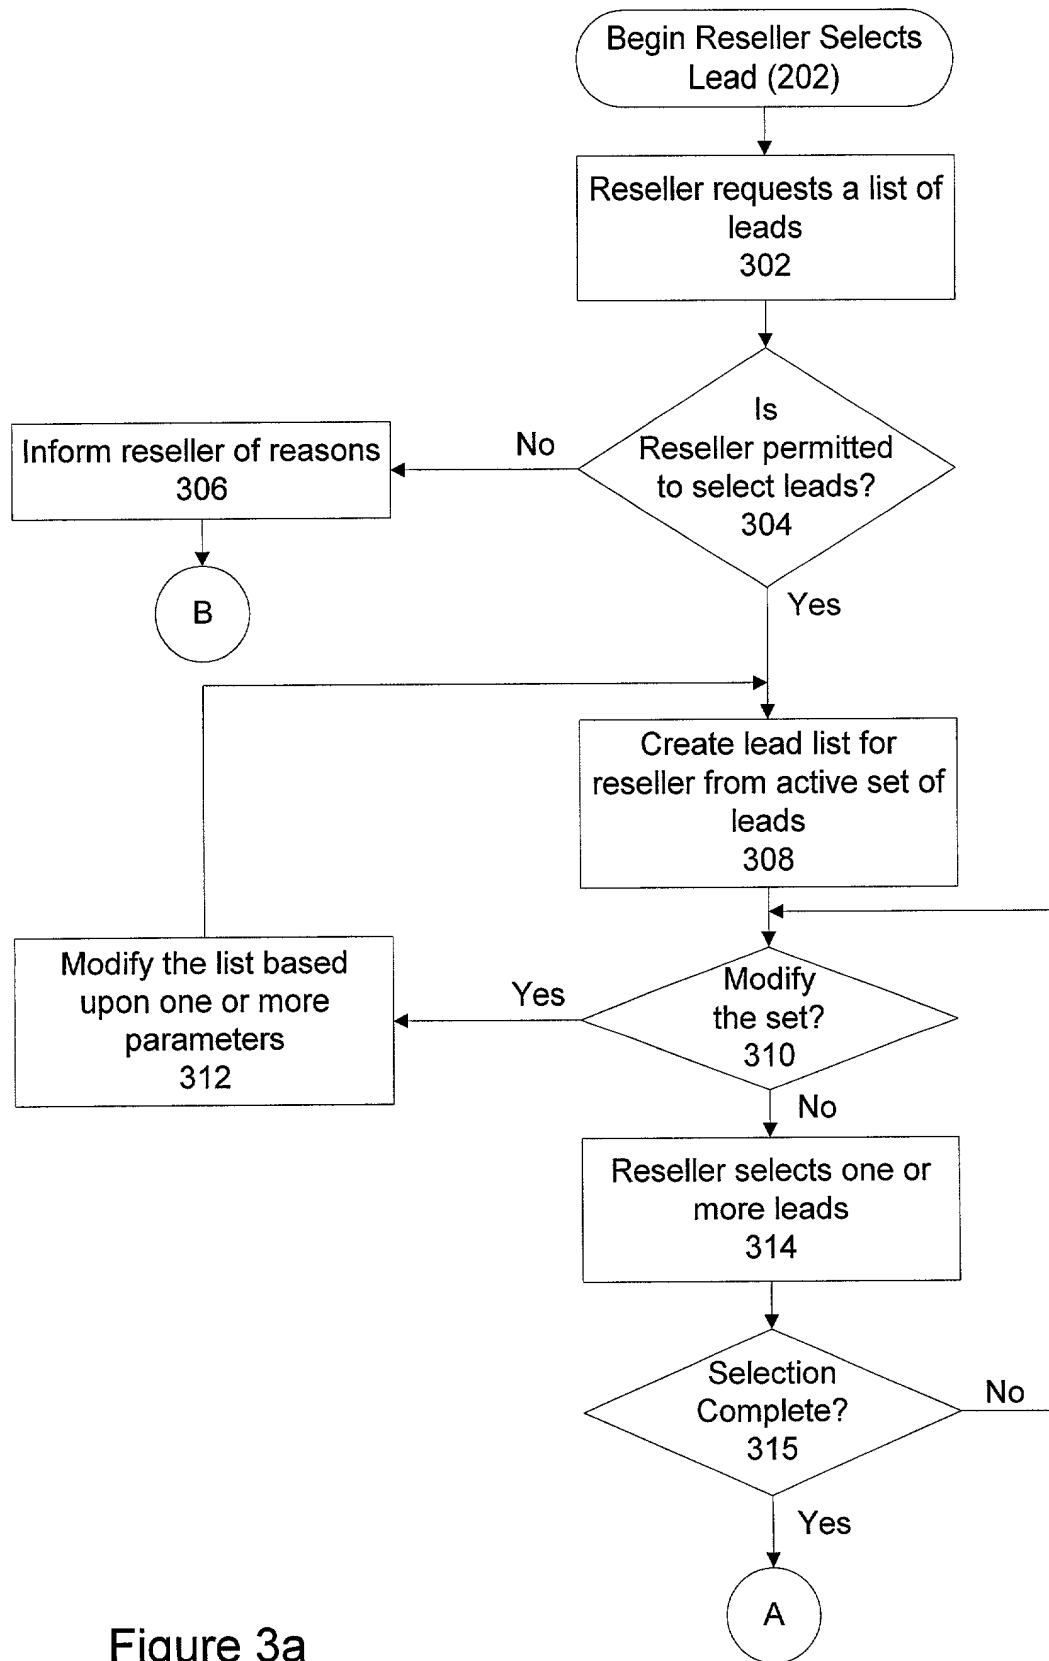 Begin Reseller Selects
Lead (202)
Reseller requests a list of
leads
302
Is
Reseller permitted
to select leads?
304
No
Inform reseller of reasons
306
B
Yes
Create lead list for
reseller from active set of
leads
308
Modify
the set?
310
Yes
Modify the list based
upon one or more
parameters
312
No
Reseller selects one or
more leads
314
Selection
Complete?
315
No
Yes
A
Figure 3a